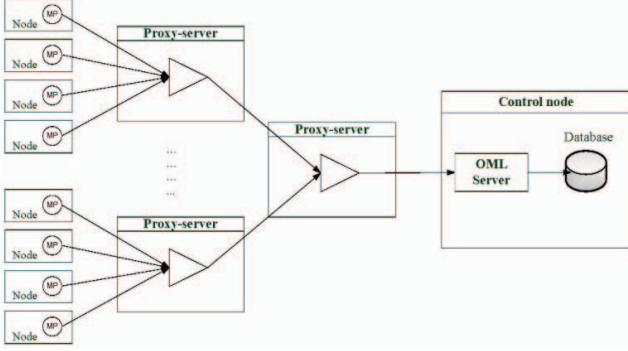 MP
Node
MP
Node
MP
Node
MP
Node
Proxy-server
...
...
...
...
Proxy-server
Control node
Database
OML
Server
MP
Node
MP
Node
MP
Node
MP
Node
Proxy-server